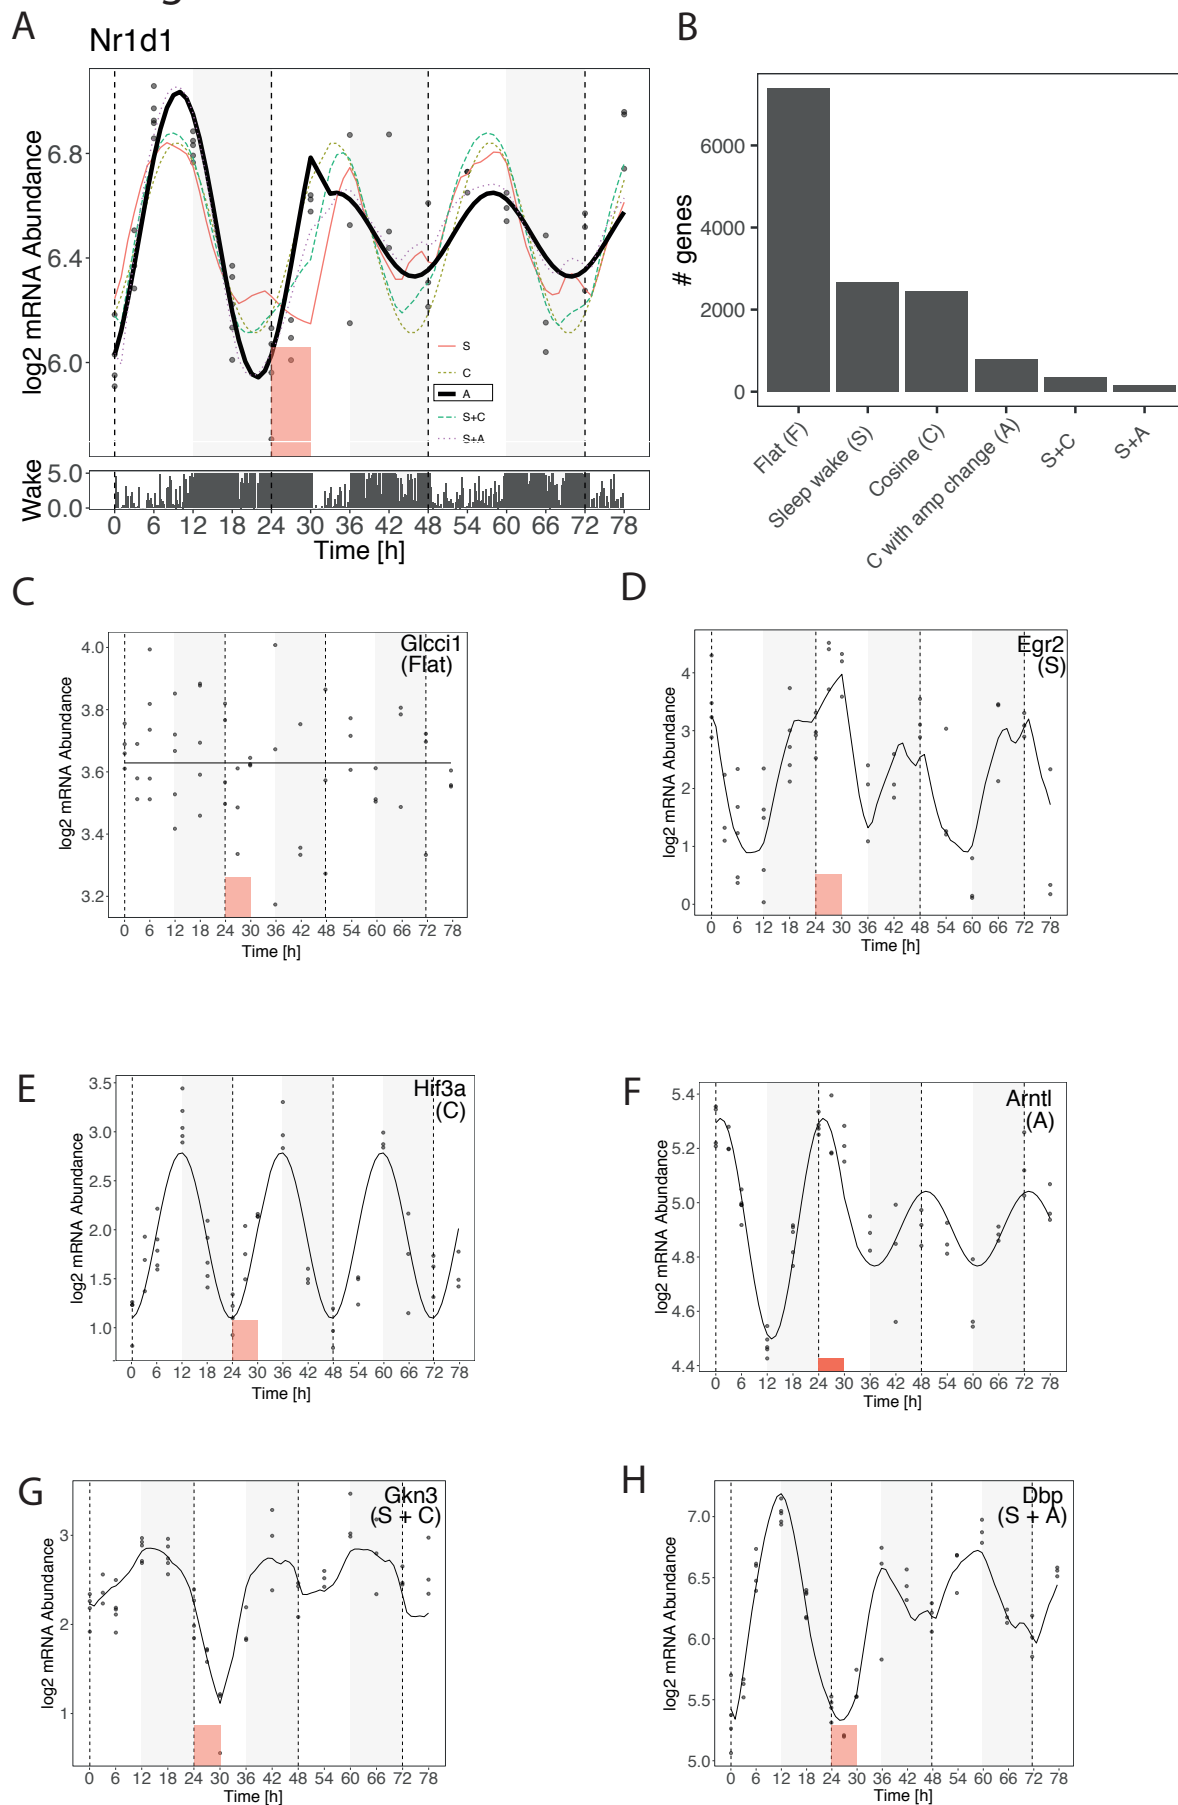 A
Nr1d1
log2 mRNA Abundance
6.8
6.4
6.0
S
C
A
S+C
S+A
Wake
5.0
0.0
0 6 12 18 24 30 36 42 48 54 60 66 72 78
Time [h]
B
# genes
6000
4000
2000
0
Flat (F)
Sleep wake (S)
Cosine (C)
C with amp change (A)
S+C
S+A
C
Glcci1
(Flat)
log2 mRNA Abundance
4.0
3.8
3.6
3.4
3.2
0 6 12 18 24 30 36 42 48 54 60 66 72 78
Time [h]
D
Egr2
(S)
log2 mRNA Abundance
4
3
2
1
0
0 6 12 18 24 30 36 42 48 54 60 66 72 78
Time [h]
E
Hif3a
(C)
log2 mRNA Abundance
3.5
3.0
2.5
2.0
1.5
1.0
0 6 12 18 24 30 36 42 48 54 60 66 72 78
Time [h]
F
Arntl
(A)
log2 mRNA Abundance
5.4
5.2
5.0
4.8
4.6
4.4
0 6 12 18 24 30 36 42 48 54 60 66 72 78
Time [h]
G
Gkn3
(S + C)
log2 mRNA Abundance
3
2
1
0 6 12 18 24 30 36 42 48 54 60 66 72 78
Time [h]
H
Dbp
(S + A)
log2 mRNA Abundance
7.0
6.5
6.0
5.5
5.0
0 6 12 18 24 30 36 42 48 54 60 66 72 78
Time [h]